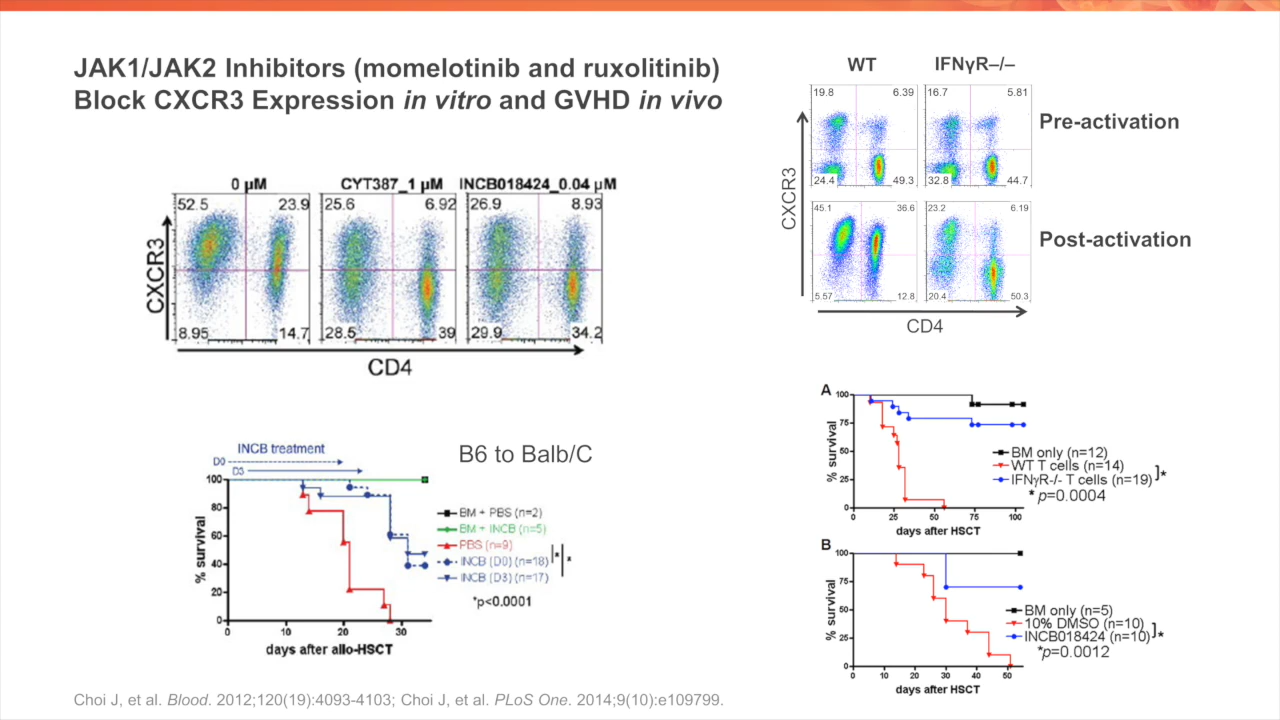 JAK1/JAK2 Inhibitors (momelotinib and ruxolitinib)
Block CXCR3 Expression in vitro and GVHD in vivo
0 µM
CYT387_1 µM
INCB018424_0.04 µM
52.5
23.9
25.6
6.92
26.9
8.93
CXCR3
8.95
14.7
28.5
39
29.9
34.2
CD4
WT
IFNγR–/–
19.8
6.39
16.7
5.81
Pre-activation
24.4
49.3
32.8
44.7
CXCR3
45.1
36.6
23.2
6.19
Post-activation
5.57
12.8
20.4
50.3
CD4
INCB treatment
D0
D3
B6 to Balb/C
100
80
60
40
20
0
% survival
0
10
20
30
days after allo-HSCT
BM + PBS (n=2)
BM + INCB (n=5)
PBS (n=9)
INCB (D0) (n=18)
INCB (D3) (n=17)
*
*
*p<0.0001
A
100
75
50
25
0
% survival
0
25
50
75
100
days after HSCT
BM only (n=12)
WT T cells (n=14)
IFNγR-/- T cells (n=19)
]*
* p=0.0004
B
100
75
50
25
0
% survival
0
10
20
30
40
50
days after HSCT
BM only (n=5)
10% DMSO (n=10)
INCB018424 (n=10)
]*
*p=0.0012
Choi J, et al. Blood. 2012;120(19):4093-4103; Choi J, et al. PLoS One. 2014;9(10):e109799.